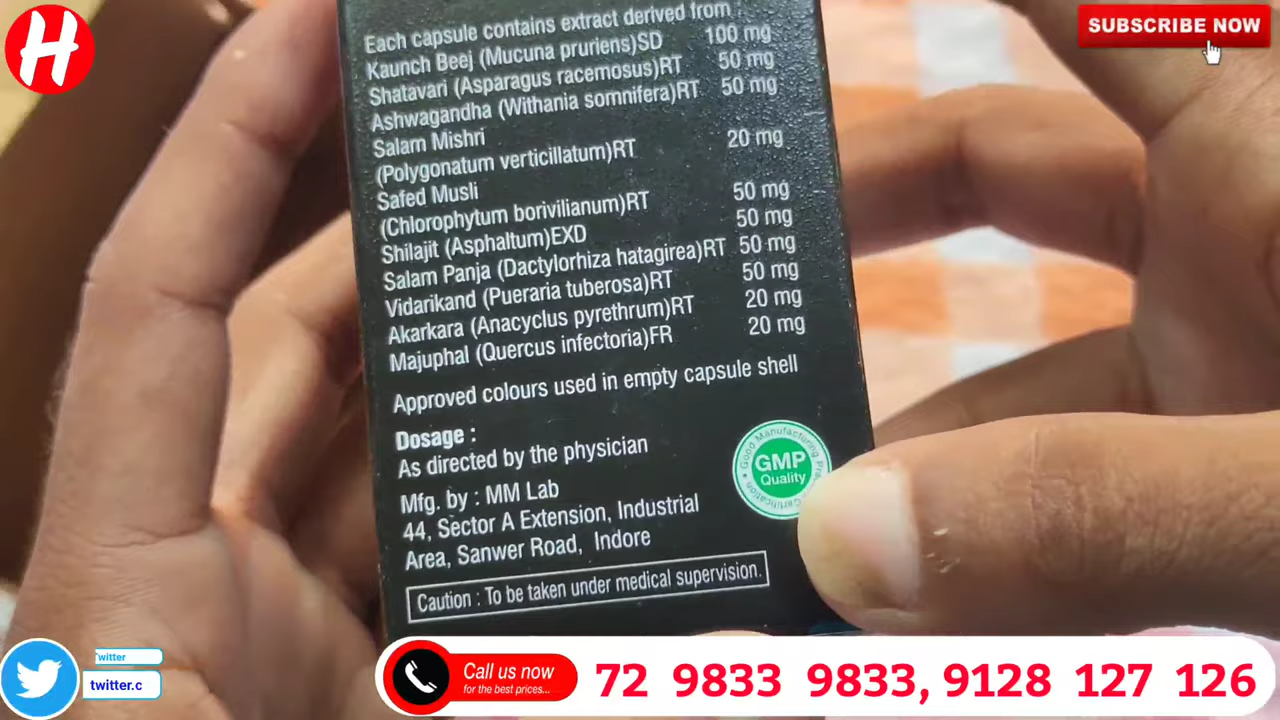 H
SUBSCRIBE NOW
Each capsule contains extract derived from :
Kaunch Beej (Mucuna pruriens)SD 100 mg
Shatavari (Asparagus racemosus)RT 50 mg
Ashwagandha (Withania somnifera)RT 50 mg
Salam Mishri
(Polygonatum verticillatum)RT 20 mg
Safed Musli
(Chlorophytum borivilianum)RT 50 mg
Shilajit (Asphaltum)EXD 50 mg
Salam Panja (Dactylorhiza hatagirea)RT 50 mg
Vidarikand (Pueraria tuberosa)RT 50 mg
Akarkara (Anacyclus pyrethrum)RT 20 mg
Majuphal (Quercus infectoria)FR 20 mg
Approved colours used in empty capsule shell
Dosage :
As directed by the physician
Mfg. by : MM Lab
44, Sector A Extension, Industrial
Area, Sanwer Road, Indore
Caution : To be taken under medical supervision.
Good Manufacturing
GMP
Quality
witter
twitter.c
Call us now
for the best prices...
72 9833 9833, 9128 127 126